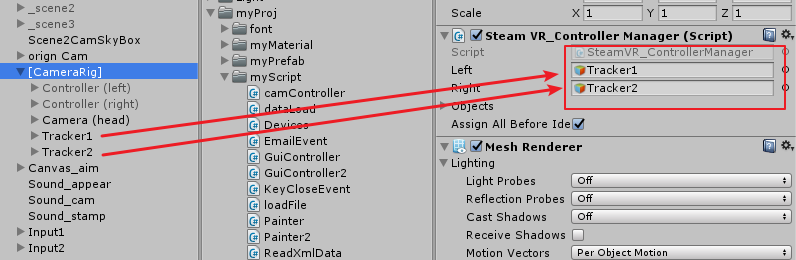 _scene2
_scene3
Scene2CamSkyBox
orign Cam
[CameraRig]
Controller (left)
Controller (right)
Camera (head)
Tracker1
Tracker2
Canvas_aim
Sound_appear
Sound_cam
Sound_stamp
Input1
Input2
myProj
font
myMaterial
myPrefab
myScript
camController
dataLoad
Devices
EmailEvent
GuiController
GuiController2
KeyCloseEvent
loadFile
Painter
Painter2
ReadXmlData
Scale X 1 Y 1 Z 1
Steam VR_Controller Manager (Script)
Script SteamVR_ControllerManager
Left Tracker1
Right Tracker2
Objects
Assign All Before Ide
Mesh Renderer
Lighting
Light Probes Off
Reflection Probes Off
Cast Shadows Off
Receive Shadows
Motion Vectors Per Object Motion